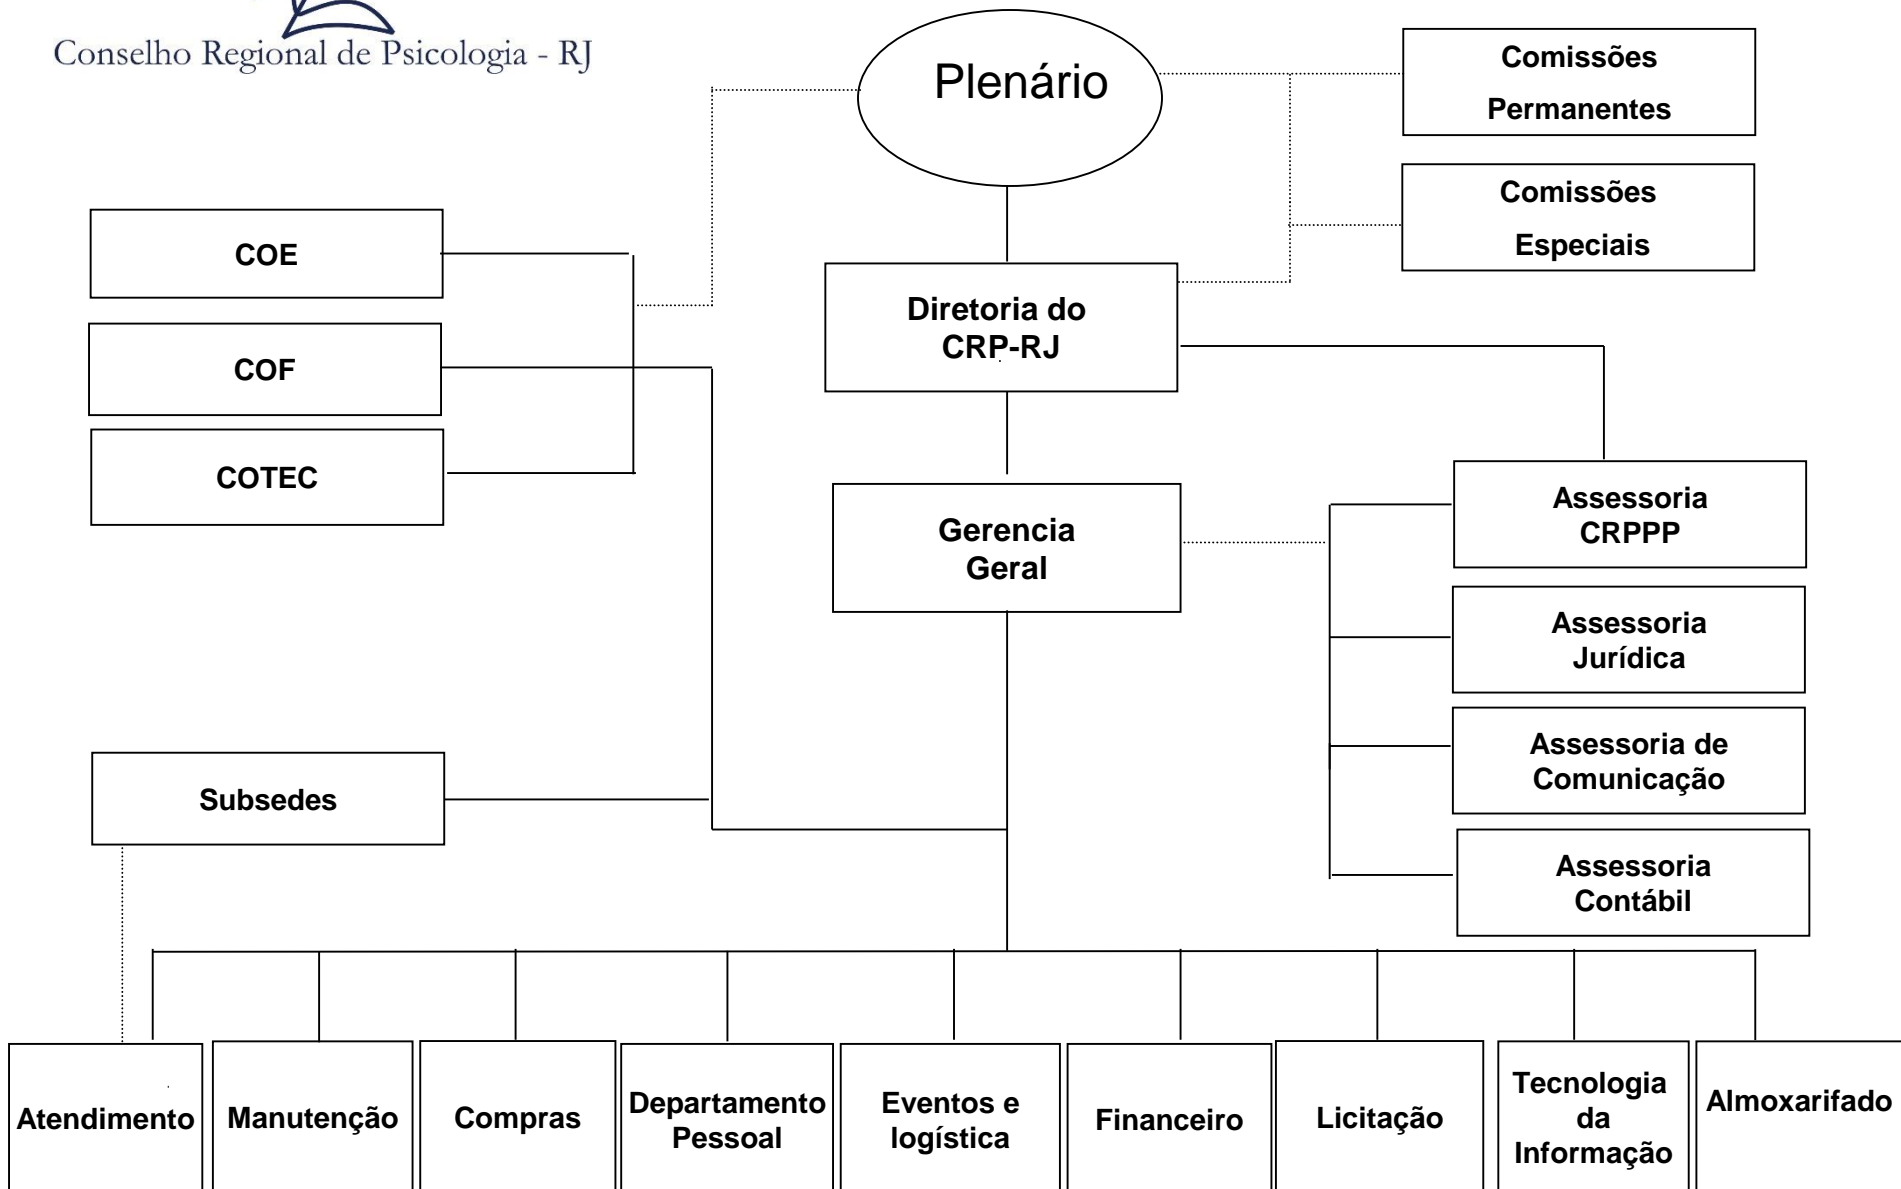 Conselho Regional de Psicologia - RJ
Plenário
Comissões
Permanentes
Comissões
Especiais
COE
COF
COTEC
Diretoria do
CRP-RJ
Gerencia
Geral
Assessoria
CRPPP
Assessoria
Jurídica
Assessoria de
Comunicação
Assessoria
Contábil
Subsedes
Atendimento
Manutenção
Compras
Departamento
Pessoal
Eventos e
logística
Financeiro
Licitação
Tecnologia
da
Informação
Almoxarifado